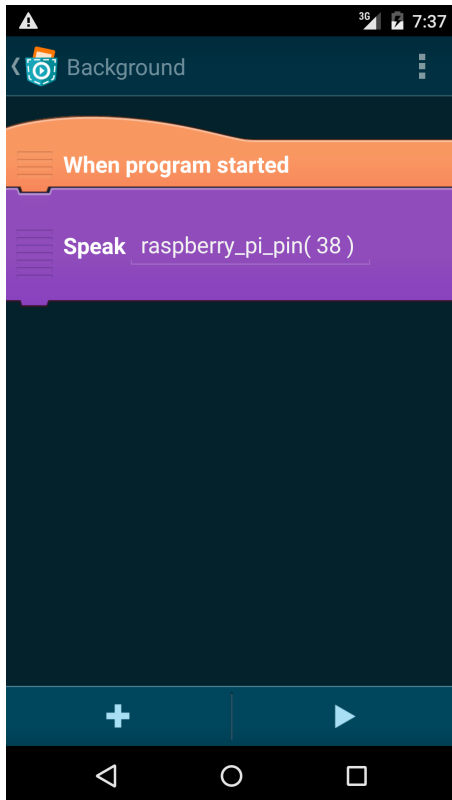 3G 7:37
Background
When program started
Speak raspberry_pi_pin( 38 )